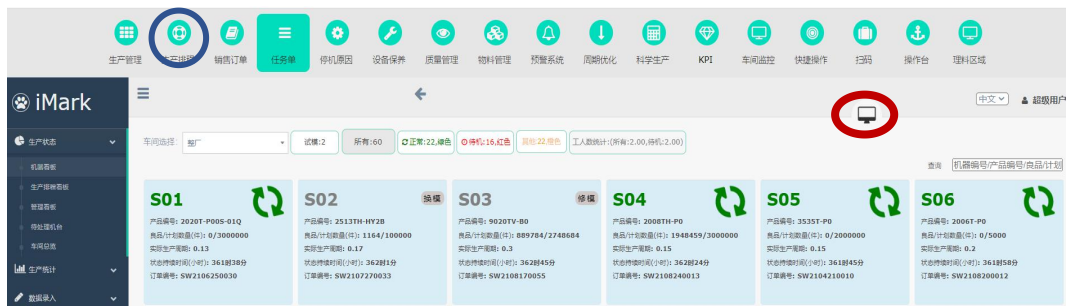 生产管理 生产排程 销售订单 任务单 停机原因 设备保养 质量管理 物料管理 预警系统 周期优化 科学生产 KPI 车间监控 快捷操作 扫码 操作台 理料区域
iMark
中文 超级用户
生产状态
机器看板
生产排程看板
管理看板
待处理机台
车间总览
生产统计
数据录入
车间选择: 整厂 试模:2 所有:60 正常:22,绿色 停机:16,红色 其他:22,橙色 工人数统计:(所有:2.00,待机:2.00)
查询 机器编号/产品编号/良品/计划
S01
产品编号: 2020T-P00S-01Q
良品/计划数量(件): 0/3000000
实际生产周期: 0.13
状态持续时间(小时): 361时38分
订单编号: SW2106250030
S02 换模
产品编号: 2513TH-HY2B
良品/计划数量(件): 1164/100000
实际生产周期: 0.17
状态持续时间(小时): 362时1分
订单编号: SW2107270033
S03 修模
产品编号: 9020TV-B0
良品/计划数量(件): 889784/2748684
实际生产周期: 0.3
状态持续时间(小时): 362时45分
订单编号: SW2108170055
S04
产品编号: 2008TH-P0
良品/计划数量(件): 1948459/3000000
实际生产周期: 0.15
状态持续时间(小时): 362时24分
订单编号: SW2108240013
S05
产品编号: 3535T-P0
良品/计划数量(件): 0/2000000
实际生产周期: 0.15
状态持续时间(小时): 361时45分
订单编号: SW2104210010
S06
产品编号: 2006T-P0
良品/计划数量(件): 0/5000
实际生产周期: 0.2
状态持续时间(小时): 361时58分
订单编号: SW2108200012